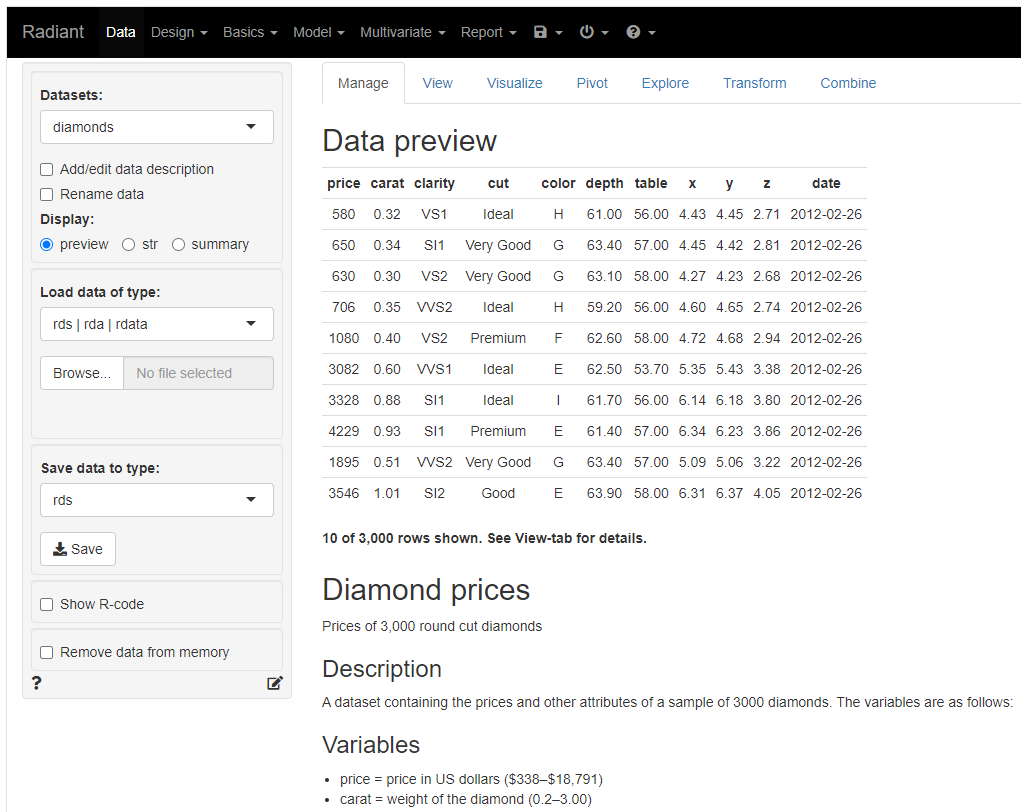 Radiant Data Design Basics Model Multivariate Report
Datasets:
diamonds
Add/edit data description
Rename data
Display:
preview str summary
Load data of type:
rds | rda | rdata
Browse... No file selected
Save data to type:
rds
Save
Show R-code
Remove data from memory
?
Manage View Visualize Pivot Explore Transform Combine
Data preview
price carat clarity cut color depth table x y z date
580 0.32 VS1 Ideal H 61.00 56.00 4.43 4.45 2.71 2012-02-26
650 0.34 SI1 Very Good G 63.40 57.00 4.45 4.42 2.81 2012-02-26
630 0.30 VS2 Very Good G 63.10 58.00 4.27 4.23 2.68 2012-02-26
706 0.35 VVS2 Ideal H 59.20 56.00 4.60 4.65 2.74 2012-02-26
1080 0.40 VS2 Premium F 62.60 58.00 4.72 4.68 2.94 2012-02-26
3082 0.60 VVS1 Ideal E 62.50 53.70 5.35 5.43 3.38 2012-02-26
3328 0.88 SI1 Ideal I 61.70 56.00 6.14 6.18 3.80 2012-02-26
4229 0.93 SI1 Premium E 61.40 57.00 6.34 6.23 3.86 2012-02-26
1895 0.51 VVS2 Very Good G 63.40 57.00 5.09 5.06 3.22 2012-02-26
3546 1.01 SI2 Good E 63.90 58.00 6.31 6.37 4.05 2012-02-26
10 of 3,000 rows shown. See View-tab for details.
Diamond prices
Prices of 3,000 round cut diamonds
Description
A dataset containing the prices and other attributes of a sample of 3000 diamonds. The variables are as follows:
Variables
• price = price in US dollars ($338–$18,791)
• carat = weight of the diamond (0.2–3.00)